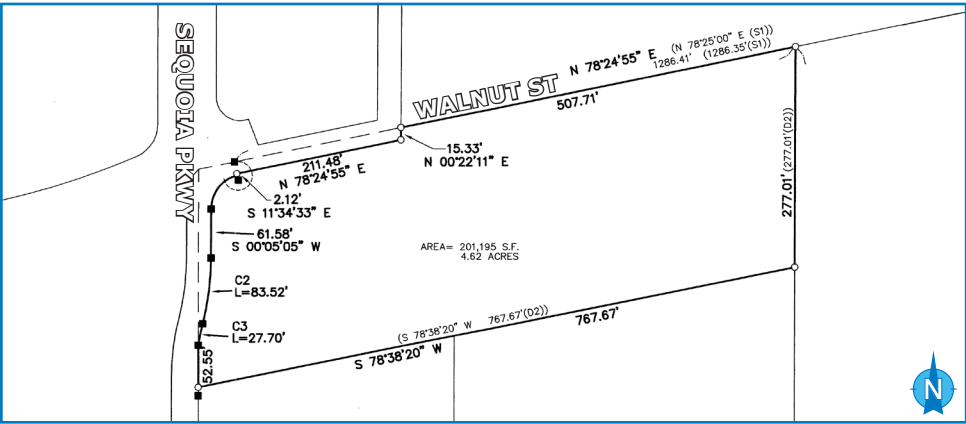 SEQUOIA PKWY
WALNUT ST
N 78°24'55" E
(N 78°25'00" E (S1))
1286.41' (1286.35'(S1))
507.71'
15.33'
N 00°22'11" E
211.48'
N 78°24'55" E
2.12'
S 11°34'33" E
61.58'
S 00°05'05" W
277.01' (277.01'(D2))
AREA= 201,195 S.F.
4.62 ACRES
C2
L=83.52'
C3
L=27.70'
52.55'
(S 78°38'20" W 767.67'(D2))
767.67'
S 78°38'20" W
N